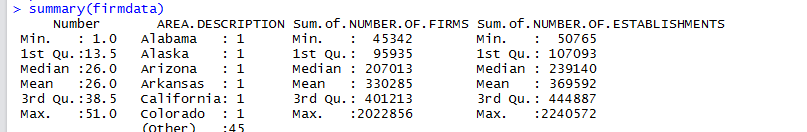 > summary(firmdata)
     Number      AREA.DESCRIPTION Sum.of.NUMBER.OF.FIRMS Sum.of.NUMBER.OF.ESTABLISHMENTS
Min.   : 1.0   Alabama   : 1   Min.   :  45342   Min.   :  50765
1st Qu.:13.5   Alaska    : 1   1st Qu.:  95935   1st Qu.: 107093
Median :26.0   Arizona   : 1   Median : 207013   Median : 239140
Mean   :26.0   Arkansas  : 1   Mean   : 330285   Mean   : 369592
3rd Qu.:38.5   California: 1   3rd Qu.: 401213   3rd Qu.: 444887
Max.   :51.0   Colorado  : 1   Max.   :2022856   Max.   :2240572
               (Other)   :45